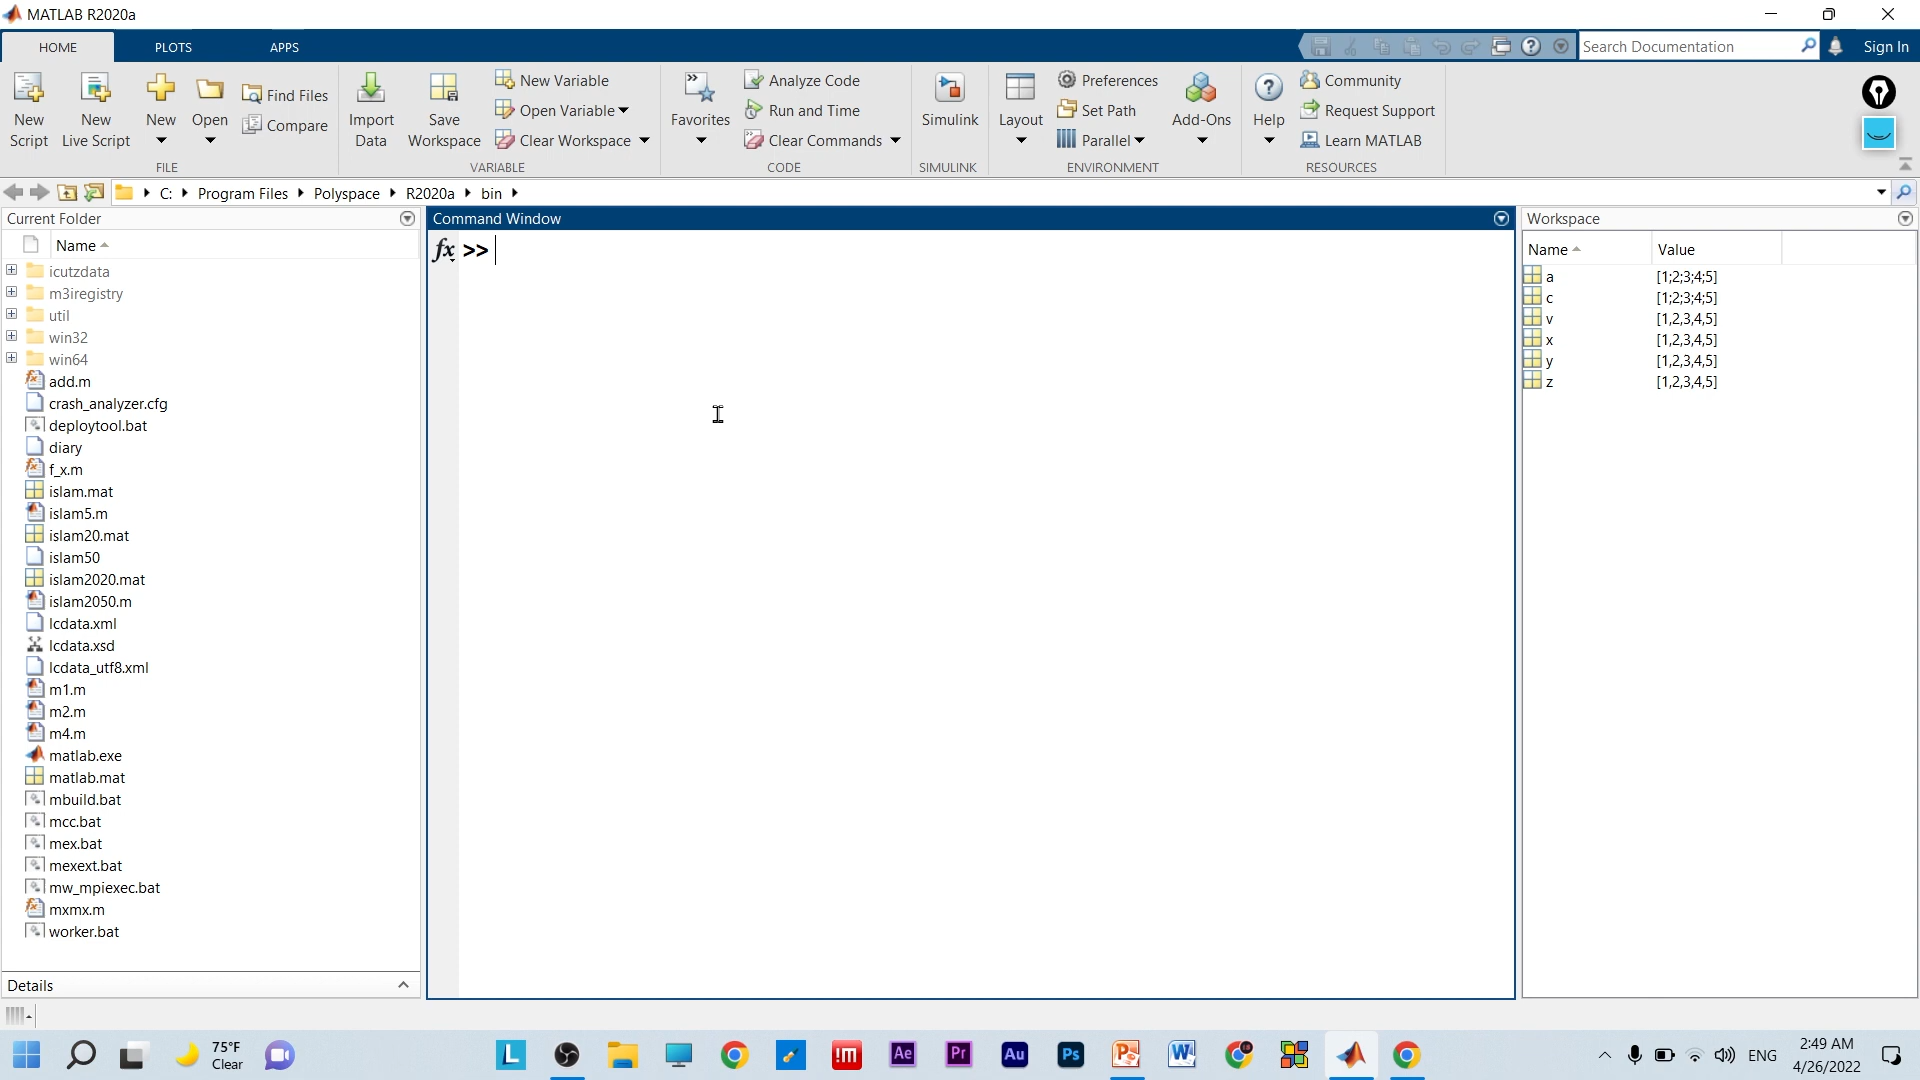 MATLAB R2020a
HOME PLOTS APPS
Search Documentation
Sign In
New Script
New Live Script
New
Open
Find Files
Compare
FILE
Import Data
Save Workspace
New Variable
Open Variable
Clear Workspace
VARIABLE
Favorites
Analyze Code
Run and Time
Clear Commands
CODE
Simulink
SIMULINK
Layout
Preferences
Set Path
Parallel
Add-Ons
ENVIRONMENT
Help
Community
Request Support
Learn MATLAB
RESOURCES
C: Program Files Polyspace R2020a bin
Current Folder
Name
icutzdata
m3iregistry
util
win32
win64
add.m
crash_analyzer.cfg
deploytool.bat
diary
f_x.m
islam.mat
islam5.m
islam20.mat
islam50
islam2020.mat
islam2050.m
lcdata.xml
lcdata.xsd
lcdata_utf8.xml
m1.m
m2.m
m4.m
matlab.exe
matlab.mat
mbuild.bat
mcc.bat
mex.bat
mexext.bat
mw_mpiexec.bat
mxmx.m
worker.bat
Details
Command Window
fx >>
Workspace
Name Value
a [1;2;3;4;5]
c [1;2;3;4;5]
v [1,2,3,4,5]
x [1,2,3,4,5]
y [1,2,3,4,5]
z [1,2,3,4,5]
75°F
Clear
L
!M
Ae
Pr
Au
Ps
P
W
ENG
2:49 AM
4/26/2022